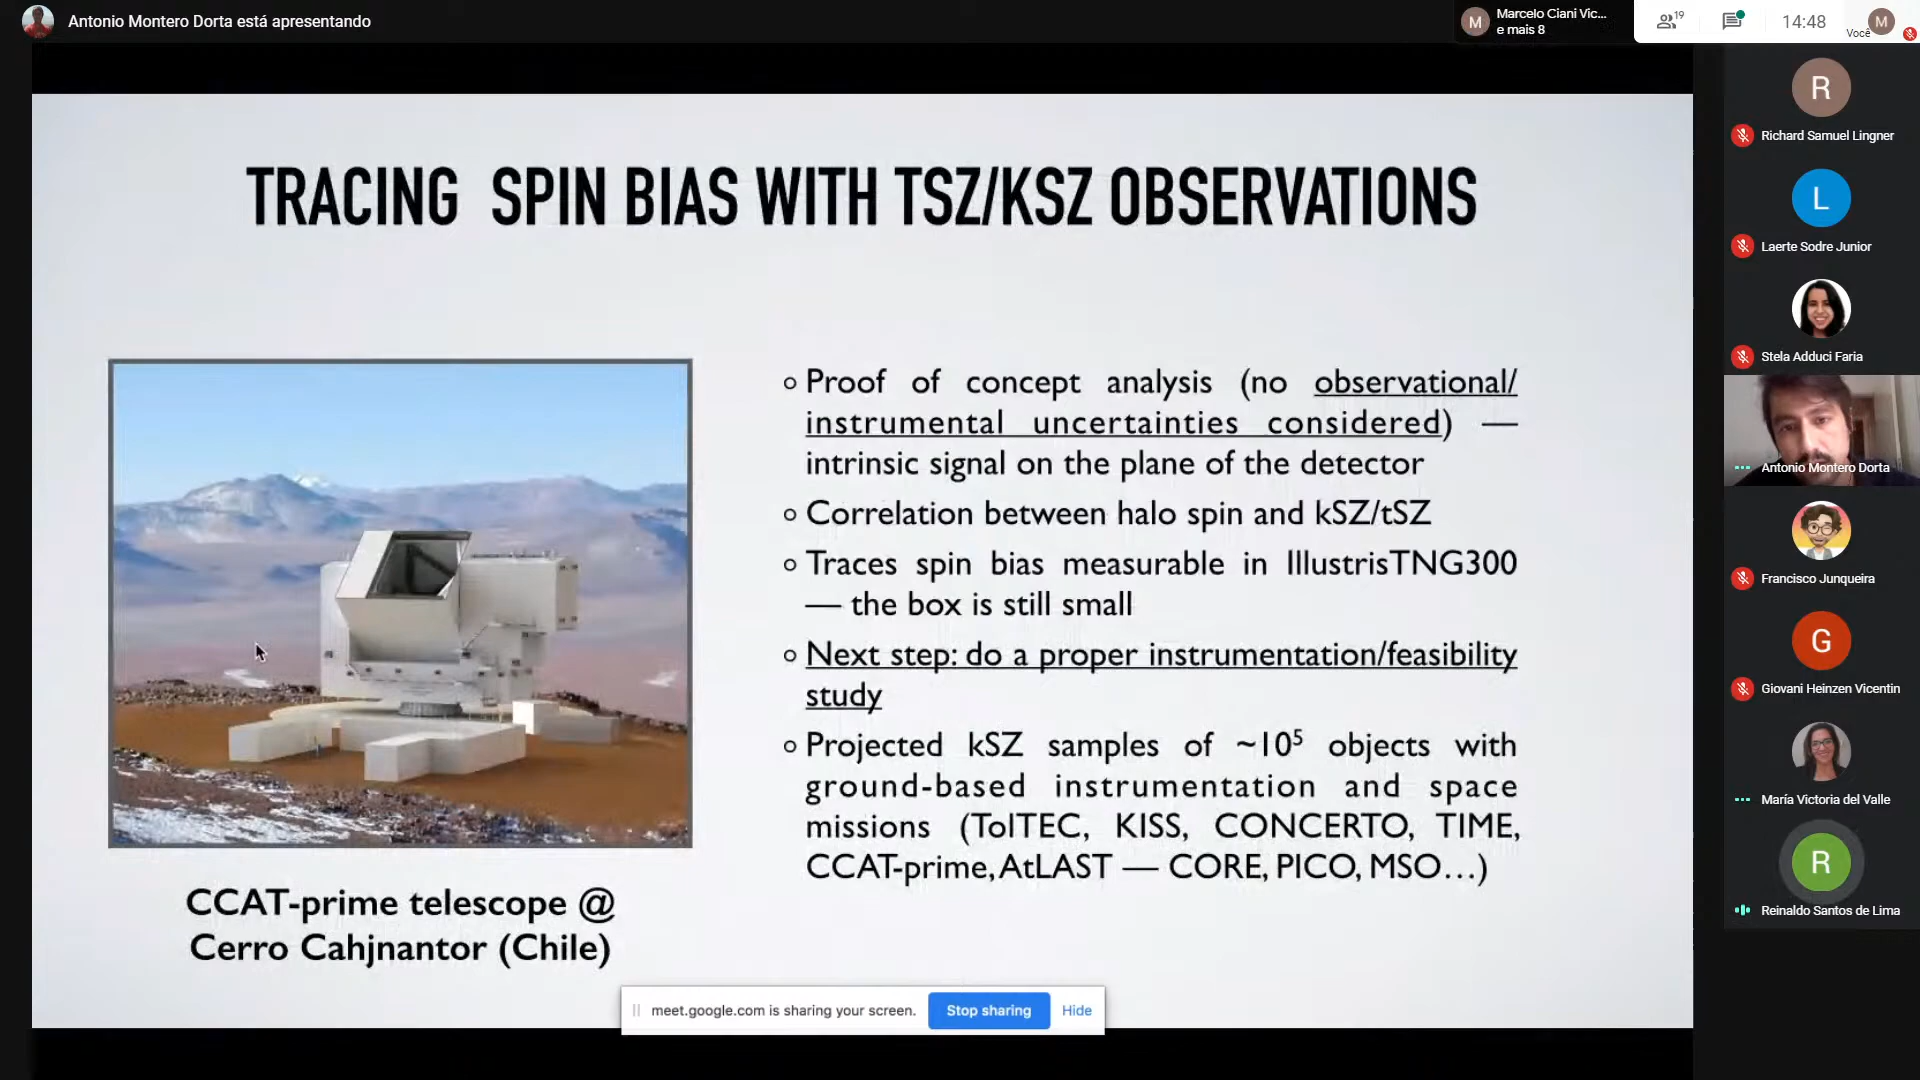 Antonio Montero Dorta está apresentando
M
Marcelo Ciani Vic...
e mais 8
19
14:48
Você
M
TRACING SPIN BIAS WITH TSZ/KSZ OBSERVATIONS
Proof of concept analysis (no observational/
instrumental uncertainties considered) —
intrinsic signal on the plane of the detector
Correlation between halo spin and kSZ/tSZ
Traces spin bias measurable in IllustrisTNG300
— the box is still small
Next step: do a proper instrumentation/feasibility
study
Projected kSZ samples of ~10⁵ objects with
ground-based instrumentation and space
missions (TolTEC, KISS, CONCERTO, TIME,
CCAT-prime, AtLAST — CORE, PICO, MSO…)
CCAT-prime telescope @
Cerro Cahjnantor (Chile)
meet.google.com is sharing your screen.
Stop sharing
Hide
R
Richard Samuel Lingner
L
Laerte Sodre Junior
Stela Adduci Faria
Antonio Montero Dorta
Francisco Junqueira
G
Giovani Heinzen Vicentin
María Victoria del Valle
R
Reinaldo Santos de Lima